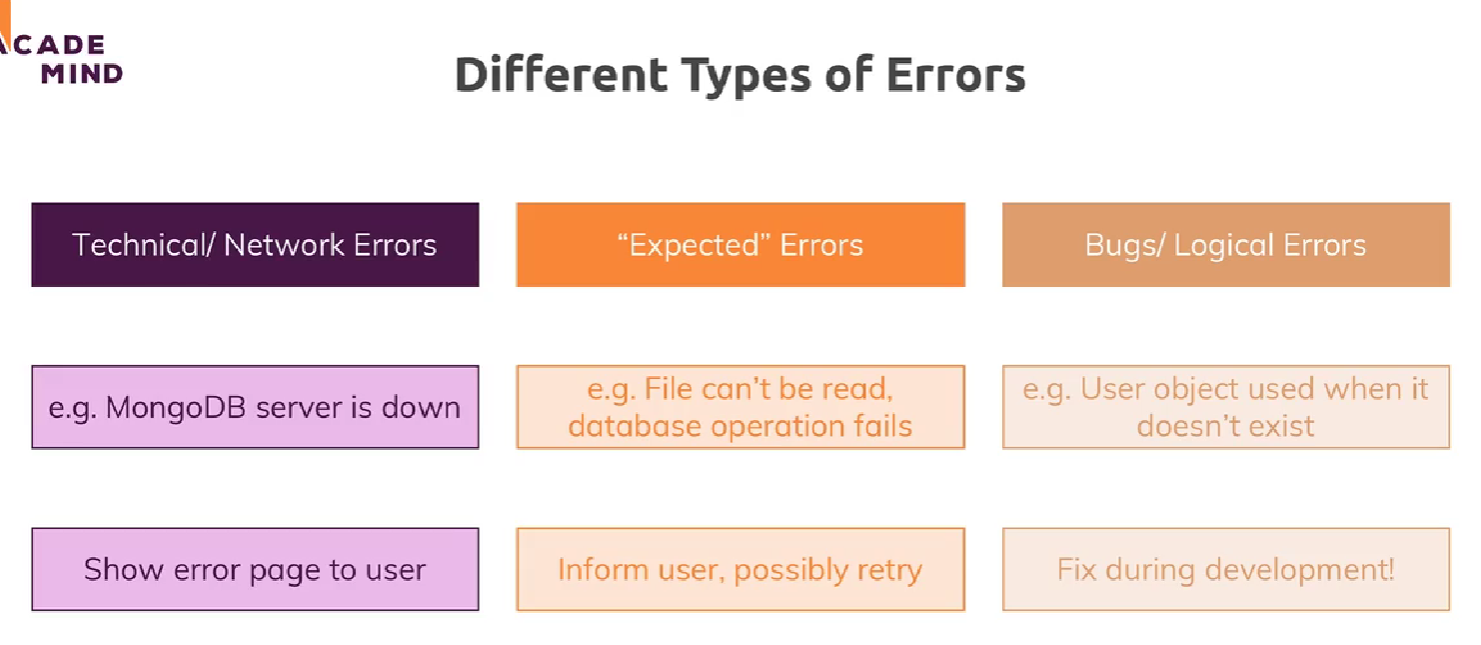 ACADE
MIND
Different Types of Errors
Technical/ Network Errors
“Expected” Errors
Bugs/ Logical Errors
e.g. MongoDB server is down
e.g. File can’t be read,
database operation fails
e.g. User object used when it
doesn’t exist
Show error page to user
Inform user, possibly retry
Fix during development!